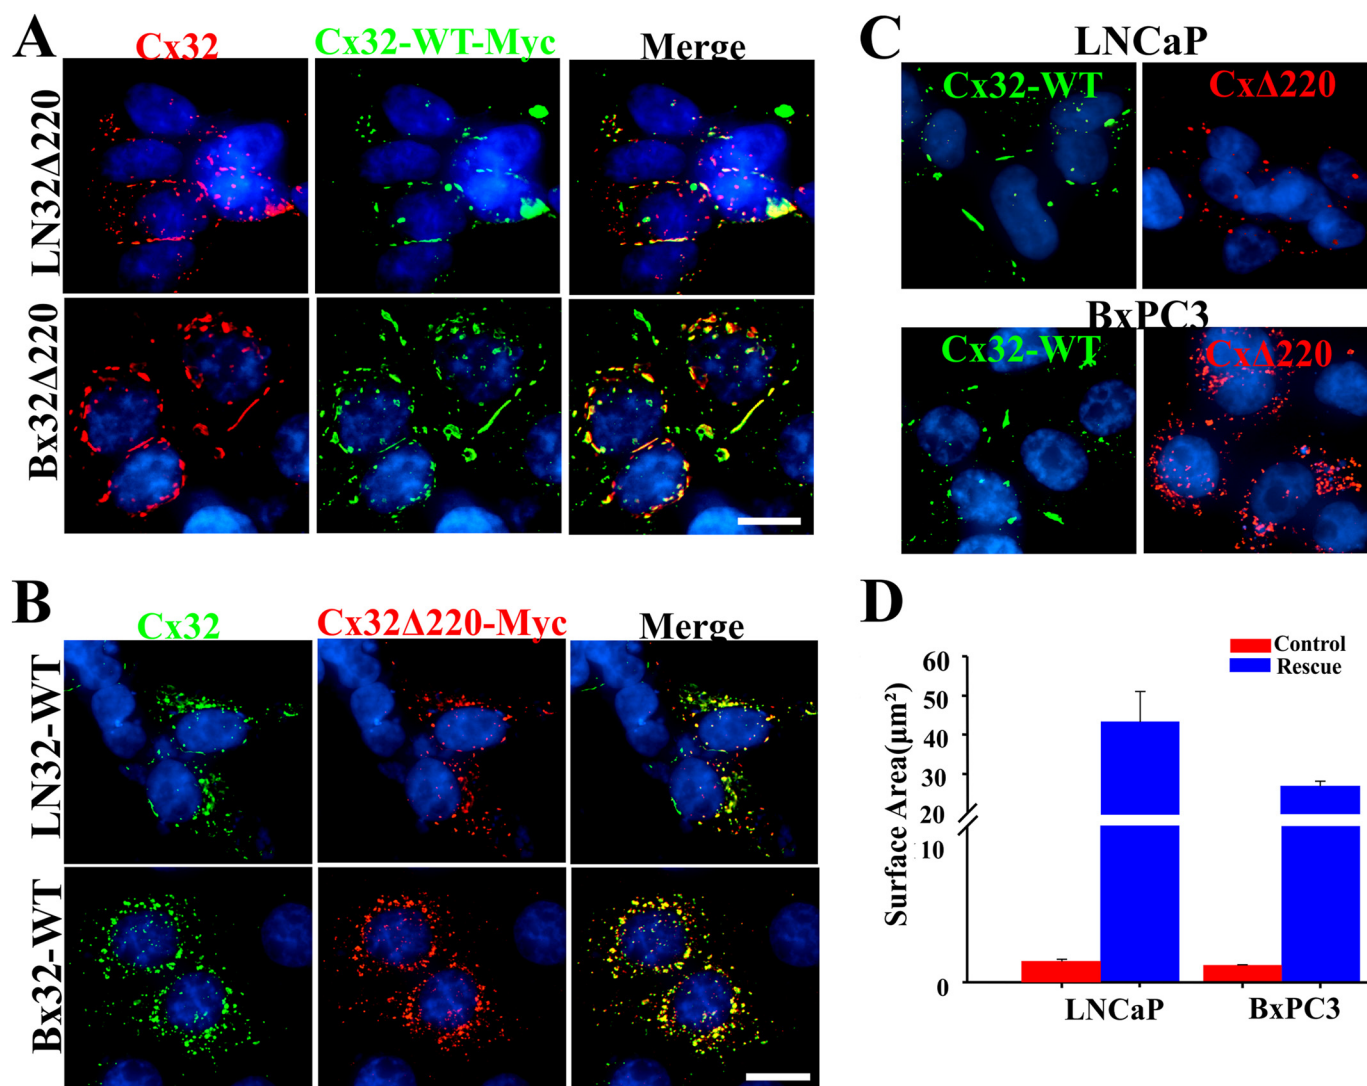 A
Cx32
Cx32-WT-Myc
Merge
LN32Δ220
Bx32Δ220
B
Cx32
Cx32Δ220-Myc
Merge
LN32-WT
Bx32-WT
C
LNCaP
Cx32-WT
CxΔ220
BxPC3
Cx32-WT
CxΔ220
D
Control
Rescue
Surface Area(μm²)
60
50
40
30
20
10
0
LNCaP
BxPC3